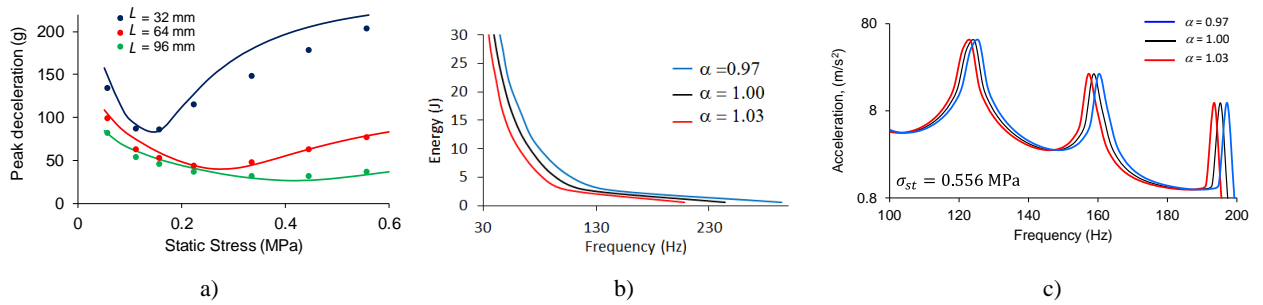 L = 32 mm
L = 64 mm
L = 96 mm
200
150
100
50
0
Peak deceleration (g)
0
0.2
0.4
0.6
Static Stress (MPa)
a)
30
25
20
15
10
5
0
Energy (J)
α =0.97
α = 1.00
α = 1.03
30
130
230
Frequency (Hz)
b)
80
8
0.8
Acceleration, (m/s²)
α = 0.97
α = 1.00
α = 1.03
σst = 0.556 MPa
100
120
140
160
180
200
Frequency (Hz)
c)